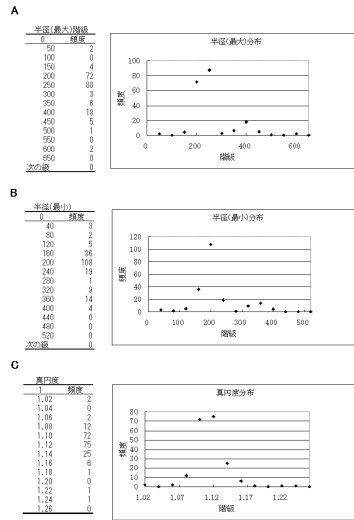 A
半径(最大)階級
0 頻度
50 2
100 0
150 4
200 72
250 88
300 3
350 6
400 18
450 5
500 1
550 0
600 2
650 0
次の級 0
半径(最大)分布
頻度
100
80
60
40
20
0
0 200 400 600
階級
B
半径(最小)
0 頻度
40 3
80 2
120 5
160 36
200 108
240 19
280 1
320 9
360 14
400 4
440 0
480 0
520 0
次の級 0
半径(最小)分布
頻度
120
100
80
60
40
20
0
0 100 200 300 400 500
階級
C
真円度
1 頻度
1.02 2
1.04 0
1.06 2
1.08 12
1.10 72
1.12 75
1.14 25
1.16 6
1.18 1
1.20 0
1.22 1
1.24 1
1.26 0
真円度分布
頻度
80
70
60
50
40
30
20
10
0
1.02 1.12 1.22
階級